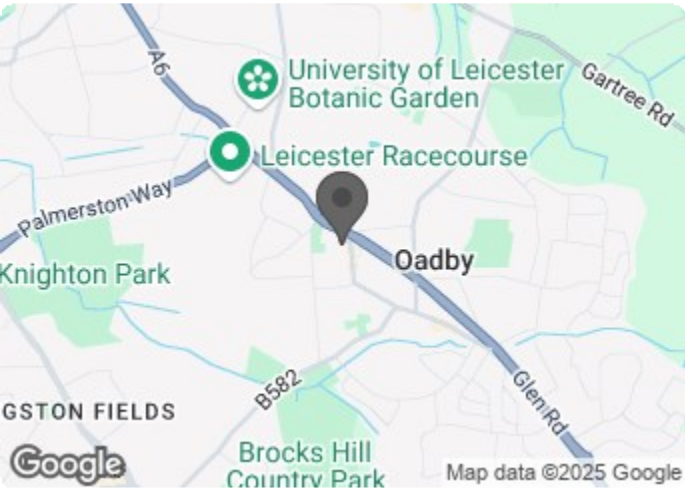 A6
University of Leicester
Botanic Garden
Gartree Rd
Leicester Racecourse
Palmerston Way
Knighton Park
Oadby
B582
Glen Rd
GSTON FIELDS
Brocks Hill
Country Park
Google
Map data ©2025 Google